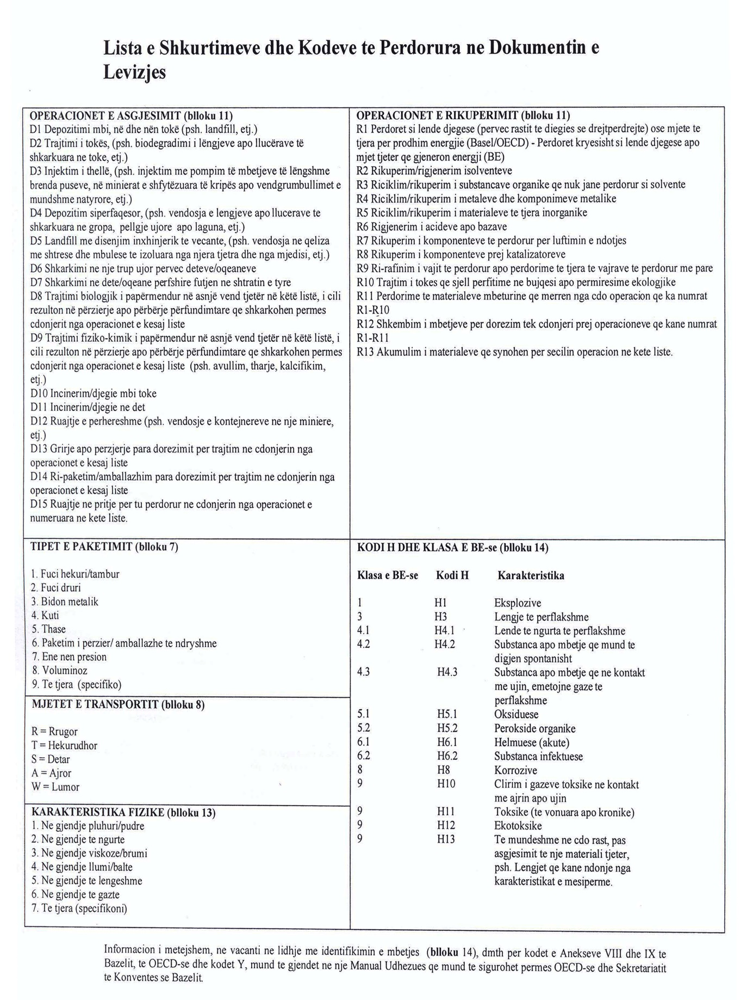 Lista e Shkurtimeve dhe Kodeve te Perdorura ne Dokumentin e
Levizjes
OPERACIONET E ASGJESIMIT (blloku 11)
D1 Depozitimi mbi, në dhe nën tokë (psh. landfill, etj.)
D2 Trajtimi i tokës, (psh. biodegradimi i lëngjeve apo llucërave të
shkarkuara ne toke, etj.)
D3 Injektim i thellë, (psh. injektim me pompim të mbetjeve të lëngshme
brenda puseve, në minierat e shfytëzuara të kripës apo vendgrumbullimet e
mundshme natyrore, etj.)
D4 Depozitim siperfaqesor, (psh. vendosja e lengjeve apo llucerave te
shkarkuara ne gropa, pellgje ujore apo laguna, etj.)
D5 Landfill me disenjim inxhinjerik te vecante, (psh. vendosja ne qeliza
me shtrese dhe mbulese te izoluara nga njera tjetra dhe nga mjedisi, etj.)
D6 Shkarkimi ne nje trup ujor pervec deteve/oqeaneve
D7 Shkarkimi ne dete/oqeane perfshire futjen ne shtratin e tyre
D8 Trajtimi biologjik i papërmendur në asnjë vend tjetër në këtë listë, i cili
rezulton në përzierje apo përbërje përfundimtare qe shkarkohen permes
cdonjerit nga operacionet e kesaj liste
D9 Trajtimi fiziko-kimik i papërmendur në asnjë vend tjetër në këtë listë, i
cili rezulton në përzierje apo përbërje përfundimtare qe shkarkohen permes
cdonjerit nga operacionet e kesaj liste (psh. avullim, tharje, kalcifikim,
etj.)
D10 Incinerim/djegie mbi toke
D11 Incinerim/djegie ne det
D12 Ruajtje e perhereshme (psh. vendosje e kontejnereve ne nje miniere,
etj.)
D13 Grirje apo perzjerje para dorezimit per trajtim ne cdonjerin nga
operacionet e kesaj liste
D14 Ri-paketim/amballazhim para dorezimit per trajtim ne cdonjerin nga
operacionet e kesaj liste
D15 Ruajtje ne pritje per tu perdorur ne cdonjerin nga operacionet e
numeruara ne kete liste.
OPERACIONET E RIKUPERIMIT (blloku 11)
R1 Perdoret si lende djegese (pervec rastit te diegies se drejtperdrejte) ose mjete te
tjera per prodhim energjie (Basel/OECD) - Perdoret kryesisht si lende djegese apo
mjet tjeter qe gjeneron energji (BE)
R2 Rikuperim/rigjenerim isolventeve
R3 Riciklim/rikuperim i substancave organike qe nuk jane perdorur si solvente
R4 Riciklim/rikuperim i metaleve dhe komponimeve metalike
R5 Riciklim/rikuperim i materialeve te tjera inorganike
R6 Rigjenerim i acideve apo bazave
R7 Rikuperim i komponenteve te perdorur per luftimin e ndotjes
R8 Rikuperim i komponenteve prej katalizatoreve
R9 Ri-rafinim i vajit te perdorur apo perdorime te tjera te vajrave te perdorur me pare
R10 Trajtim i tokes qe sjell perfitime ne bujqesi apo permiresime ekologjike
R11 Perdorime te materialeve mbeturine qe merren nga cdo operacion qe ka numrat
R1-R10
R12 Shkembim i mbetjeve per dorezim tek cdonjeri prej operacioneve qe kane numrat
R1-R11
R13 Akumulim i materialeve qe synohen per secilin operacion ne kete liste.
TIPET E PAKETIMIT (blloku 7)
1. Fuci hekuri/tambur
2. Fuci druri
3. Bidon metalik
4. Kuti
5. Thase
6. Paketim i perzier/ amballazhe te ndryshme
7. Ene nen presion
8. Voluminoz
9. Te tjera (specifiko)
MJETET E TRANSPORTIT (blloku 8)
R = Rrugor
T = Hekurudhor
S = Detar
A = Ajror
W = Lumor
KARAKTERISTIKA FIZIKE (blloku 13)
1. Ne gjendje pluhuri/pudre
2. Ne gjendje te ngurte
3. Ne gjendje viskoze/brumi
4. Ne gjendje llumi/balte
5. Ne gjendje te lengeshme
6. Ne gjendje te gazte
7. Te tjera (specifikoni)
KODI H DHE KLASA E BE-se (blloku 14)
Klasa e BE-se Kodi H Karakteristika
1 H1 Eksplozive
3 H3 Lengje te perflakshme
4.1 H4.1 Lende te ngurta te perflakshme
4.2 H4.2 Substanca apo mbetje qe mund te
digjen spontanisht
4.3 H4.3 Substanca apo mbetje qe ne kontakt
me ujin, emetojne gaze te
perflakshme
5.1 H5.1 Oksiduese
5.2 H5.2 Perokside organike
6.1 H6.1 Helmuese (akute)
6.2 H6.2 Substanca infektuese
8 H8 Korrozive
9 H10 Clirim i gazeve toksike ne kontakt
me ajrin apo ujin
9 H11 Toksike (te vonuara apo kronike)
9 H12 Ekotoksike
9 H13 Te mundeshme ne cdo rast, pas
asgjesimit te nje materiali tjeter,
psh. Lengjet qe kane ndonje nga
karakteristikat e mesiperme.
Informacion i metejshem, ne vacanti ne lidhje me identifikimin e mbetjes (blloku 14), dmth per kodet e Anekseve VIII dhe IX te
Bazelit, te OECD-se dhe kodet Y, mund te gjendet ne nje Manual Udhezues qe mund te sigurohet permes OECD-se dhe Sekretariatit
te Konventes se Bazelit.